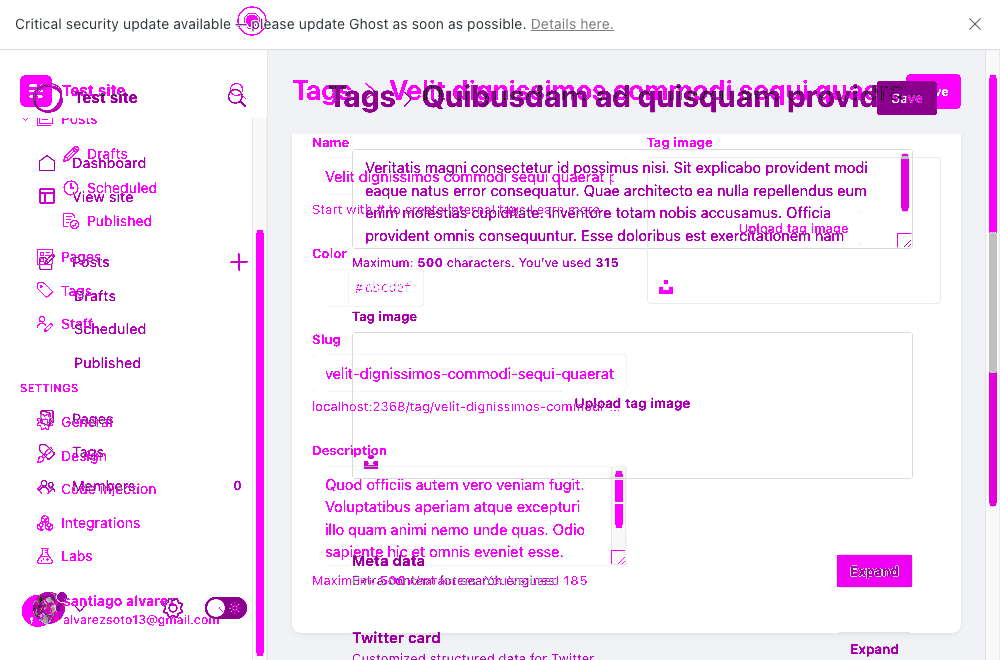 Critical security update available — please update Ghost as soon as possible. Details here.
Test site
Test site
Tags > Velit dignissimos commodi sequi quaerat
Tags > Quibusdam ad quisquam provid
Save
Posts
Drafts
Dashboard
Scheduled
View site
Published
Pages
Posts
Tags
Drafts
Staff
Scheduled
Published
SETTINGS
Pages
General
Tags
Design
Members
0
Code injection
Integrations
Labs
santiago alvarez
alvarezsoto13@gmail.com
Name
Tag image
Velit dignissimos commodi sequi quaerat
Veritatis magni consectetur id possimus nisi. Sit explicabo provident modi
eaque natus error consequatur. Quae architecto ea nulla repellendus eum
enim molestias cupiditate. Inventore totam nobis accusamus. Officia
provident omnis consequuntur. Esse doloribus est exercitationem nam
Start with # to create internal tags Learn more
Upload tag image
Color
Maximum: 500 characters. You've used 315
#abcdef
Tag image
Slug
velit-dignissimos-commodi-sequi-quaerat
localhost:2368/tag/velit-dignissimos-commodi-...
Upload tag image
Description
Quod officiis autem vero veniam fugit.
Voluptatibus aperiam atque excepturi
illo quam animi nemo unde quas. Odio
sapiente hic et omnis eveniet esse.
Meta data
Maximum: 500 characters. You've used 185
Extra content for search engines
Expand
Twitter card
Customized structured data for Twitter
Expand